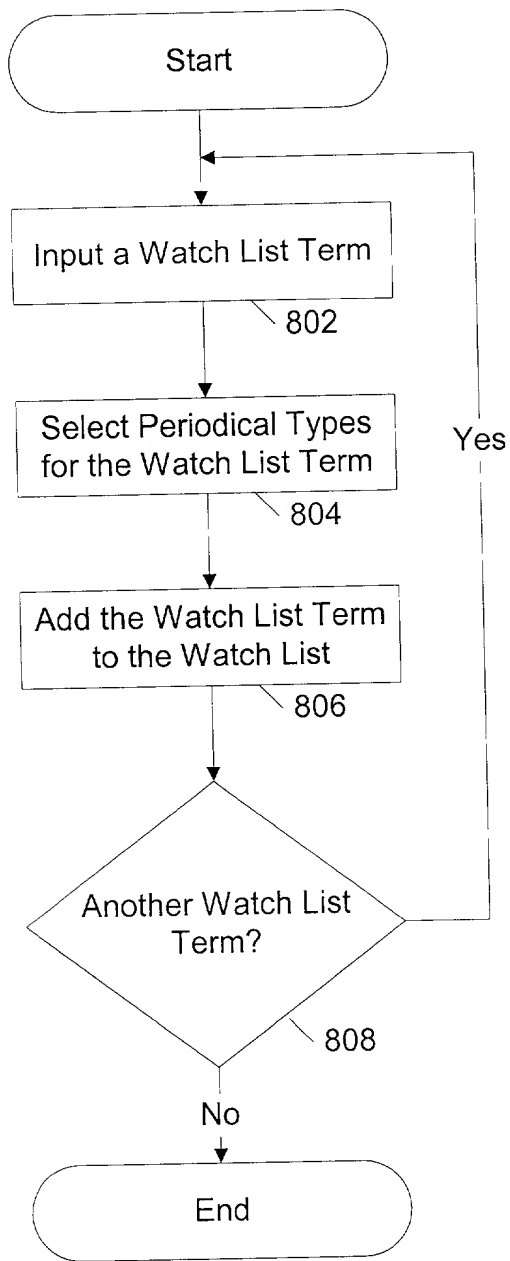 Start
Input a Watch List Term
802
Select Periodical Types
for the Watch List Term
804
Yes
Add the Watch List Term
to the Watch List
806
Another Watch List
Term?
808
No
End